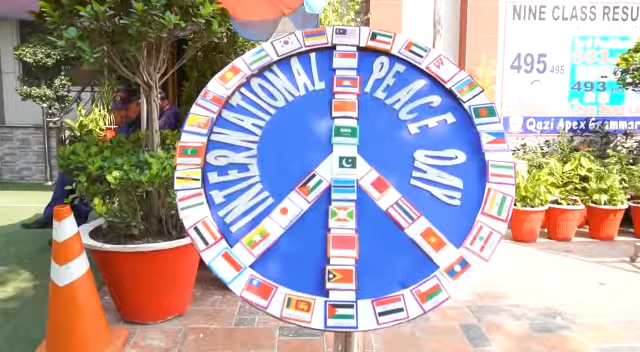 INTERNATIONAL PEACE DAY
NINE CLASS RESU
495
495
493
Qazi Apex Grammar